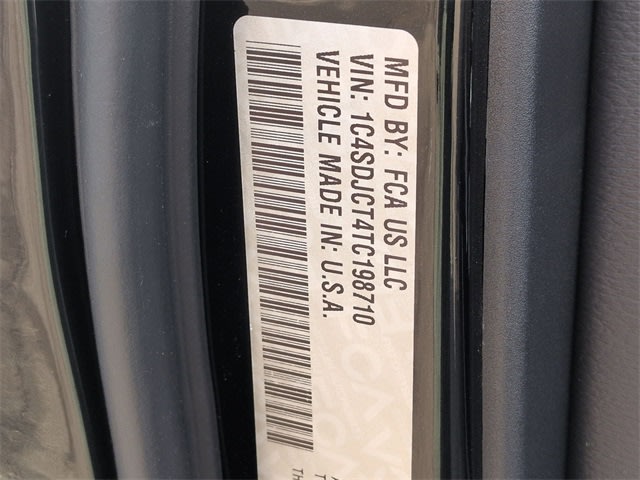 MFD BY: FCA US LLC
VIN: 1C4SDJCT4TC198710
VEHICLE MADE IN: U.S.A.